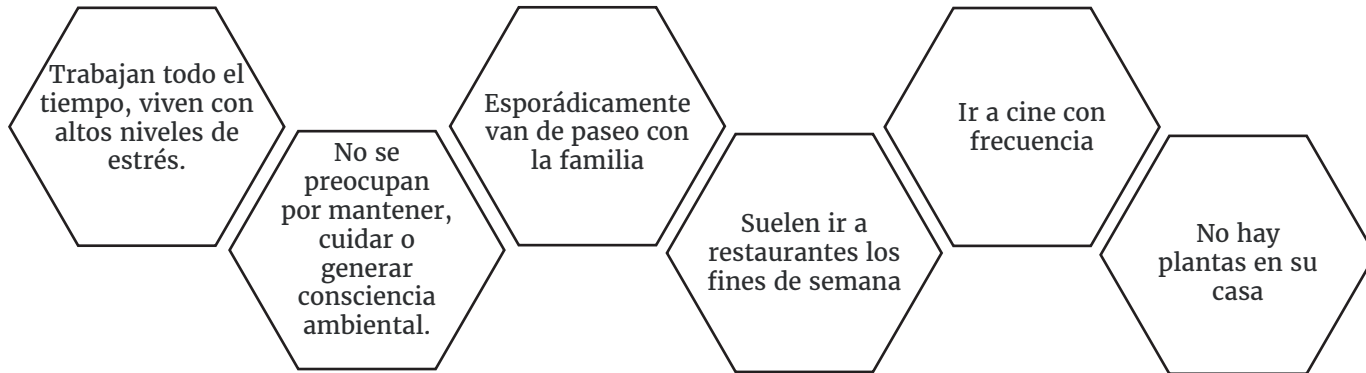 Trabajan todo el
tiempo, viven con
altos niveles de
estrés.
No se
preocupan
por mantener,
cuidar o
generar
consciencia
ambiental.
Esporádicamente
van de paseo con
la familia
Suelen ir a
restaurantes los
fines de semana
Ir a cine con
frecuencia
No hay
plantas en su
casa